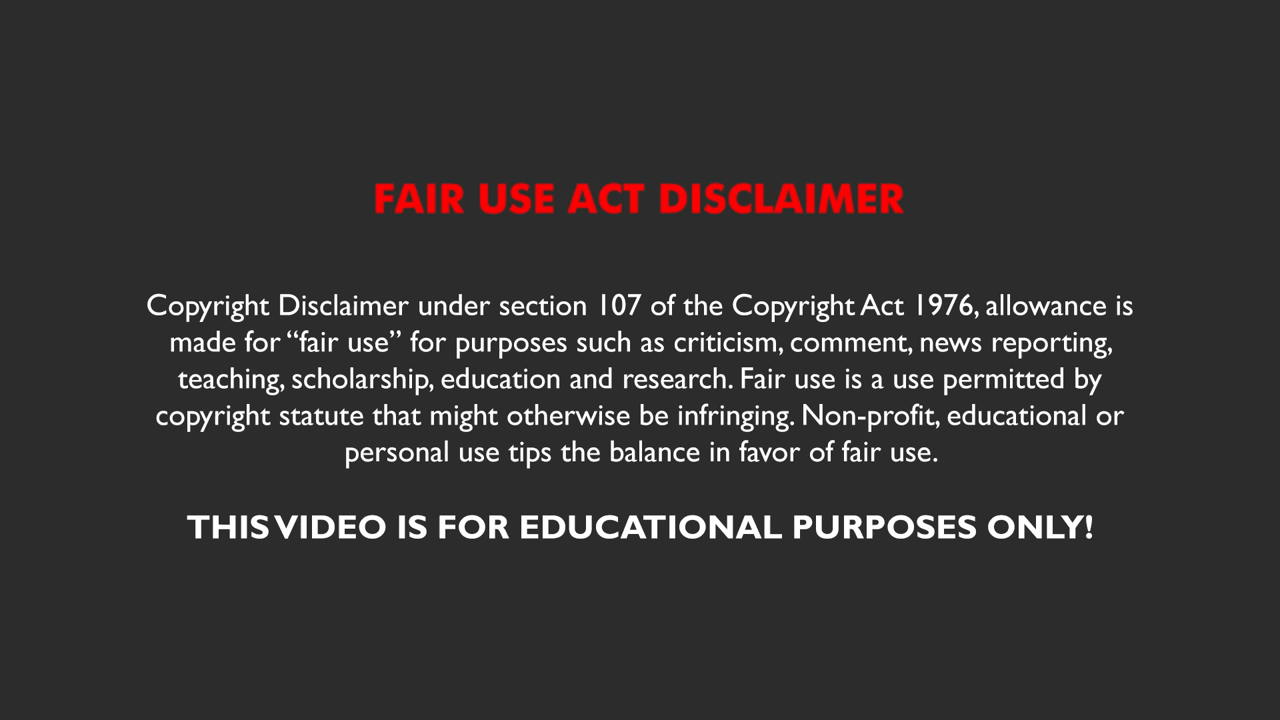 FAIR USE ACT DISCLAIMER
Copyright Disclaimer under section 107 of the Copyright Act 1976, allowance is
made for “fair use” for purposes such as criticism, comment, news reporting,
teaching, scholarship, education and research. Fair use is a use permitted by
copyright statute that might otherwise be infringing. Non-profit, educational or
personal use tips the balance in favor of fair use.
THIS VIDEO IS FOR EDUCATIONAL PURPOSES ONLY!